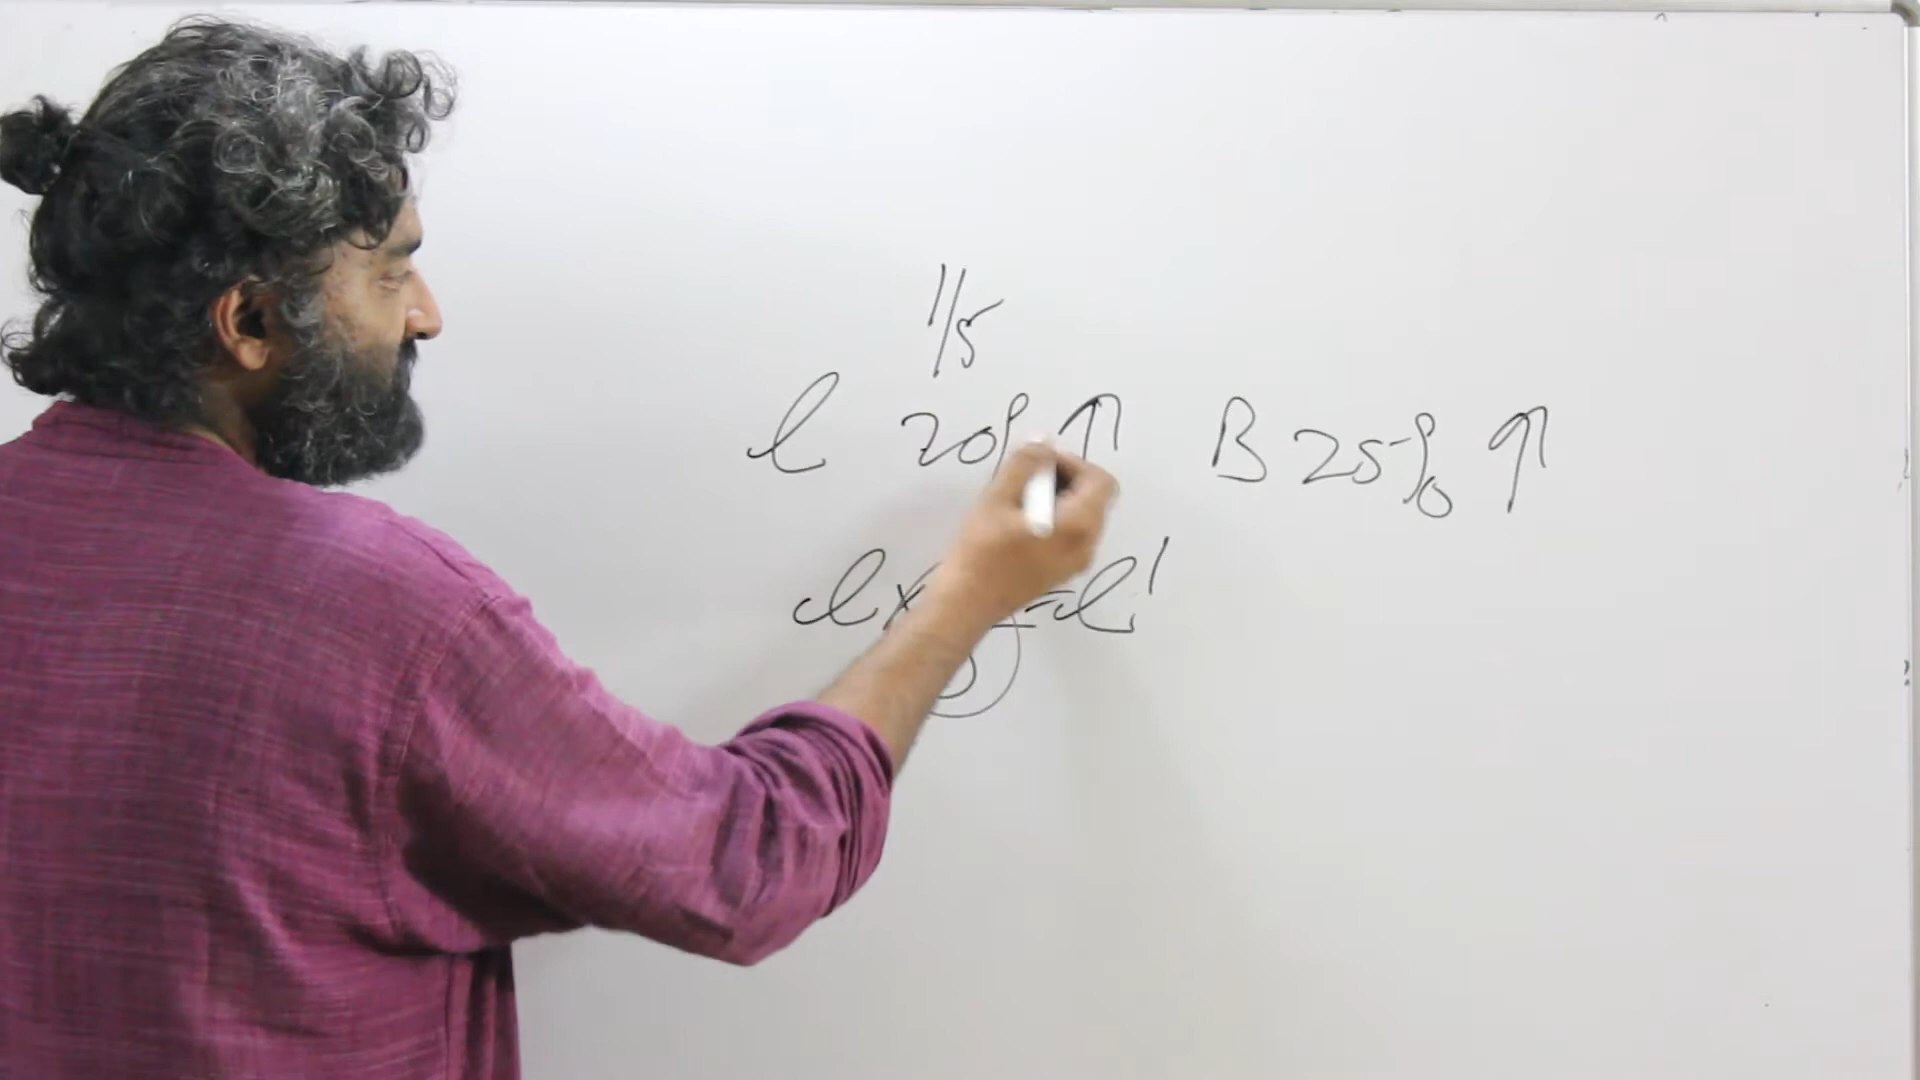 1/5
l 20% ↑ B 25% ↑
l× = l'